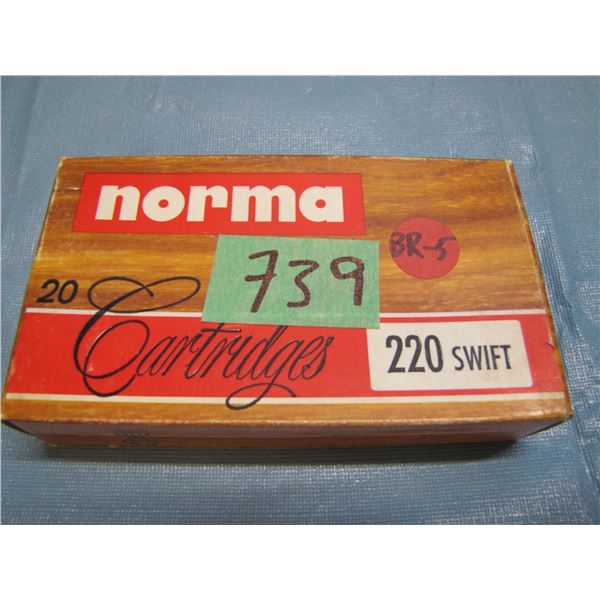 norma
BR-5
739
20 Cartridges
220 SWIFT